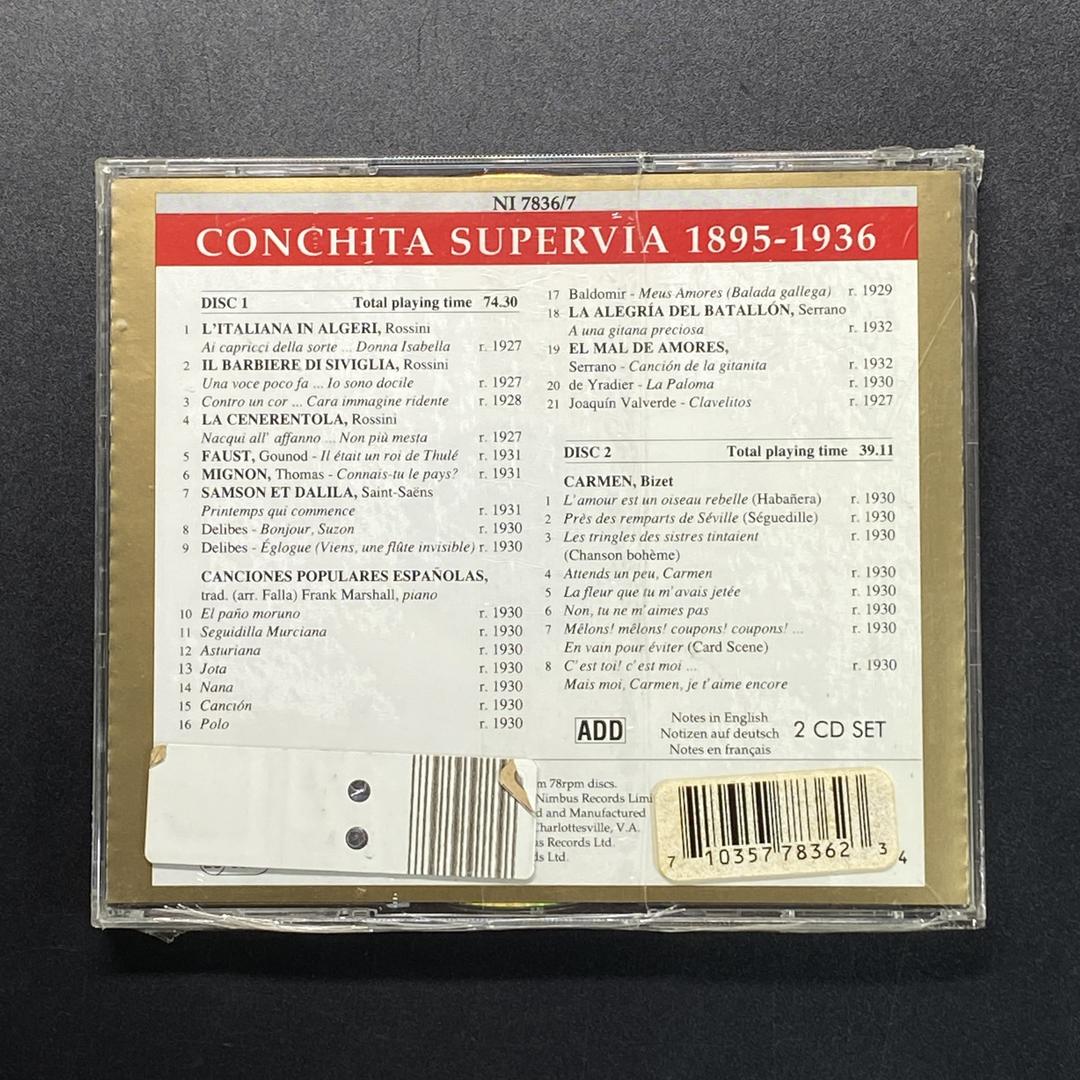 NI 7836/7
CONCHITA SUPERVÍA 1895-1936
DISC 1 Total playing time 74.30
1 L'ITALIANA IN ALGERI, Rossini
Ai capricci della sorte ... Donna Isabella r. 1927
2 IL BARBIERE DI SIVIGLIA, Rossini
Una voce poco fa ... Io sono docile r. 1927
3 Contro un cor ... Cara immagine ridente r. 1928
4 LA CENERENTOLA, Rossini
Nacqui all' affanno ... Non più mesta r. 1927
5 FAUST, Gounod - Il était un roi de Thulé r. 1931
6 MIGNON, Thomas - Connais-tu le pays? r. 1931
7 SAMSON ET DALILA, Saint-Saëns
Printemps qui commence r. 1931
8 Delibes - Bonjour, Suzon r. 1930
9 Delibes - Églogue (Viens, une flûte invisible) r. 1930
CANCIONES POPULARES ESPAÑOLAS,
trad. (arr. Falla) Frank Marshall, piano
10 El paño moruno r. 1930
11 Seguidilla Murciana r. 1930
12 Asturiana r. 1930
13 Jota r. 1930
14 Nana r. 1930
15 Canción r. 1930
16 Polo r. 1930
17 Baldomir - Meus Amores (Balada gallega) r. 1929
18 LA ALEGRÍA DEL BATALLÓN, Serrano
A una gitana preciosa r. 1932
19 EL MAL DE AMORES,
Serrano - Canción de la gitanita r. 1932
20 de Yradier - La Paloma r. 1930
21 Joaquín Valverde - Clavelitos r. 1927
DISC 2 Total playing time 39.11
CARMEN, Bizet
1 L'amour est un oiseau rebelle (Habañera) r. 1930
2 Près des remparts de Séville (Séguedille) r. 1930
3 Les tringles des sistres tintaient r. 1930
(Chanson bohème)
4 Attends un peu, Carmen r. 1930
5 La fleur que tu m'avais jetée r. 1930
6 Non, tu ne m'aimes pas r. 1930
7 Mêlons! mêlons! coupons! coupons! ... r. 1930
En vain pour éviter (Card Scene)
8 C'est toi! c'est moi ... r. 1930
Mais moi, Carmen, je t'aime encore
ADD
Notes in English
Notizen auf deutsch
Notes en français
2 CD SET
78rpm discs.
Nimbus Records
and Manufactured
Charlottesville, V.A.
Records Ltd.
Ltd.
7 10357 78362 3 4